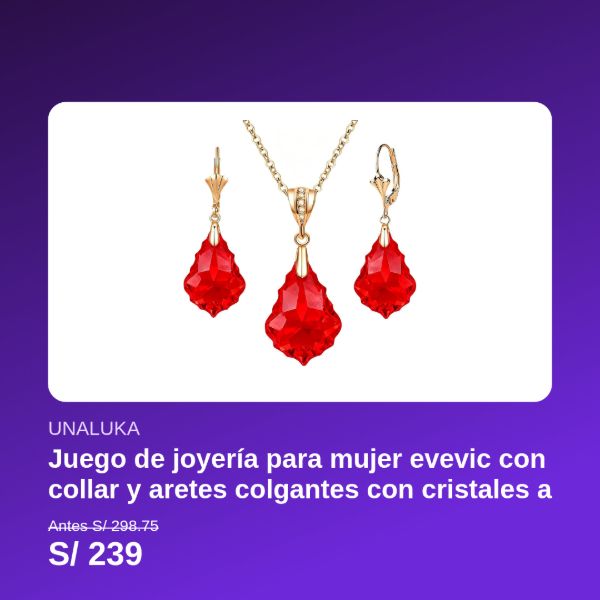 UNALUKA
Juego de joyería para mujer evevic con
collar y aretes colgantes con cristales a
Antes S/ 298.75
S/ 239